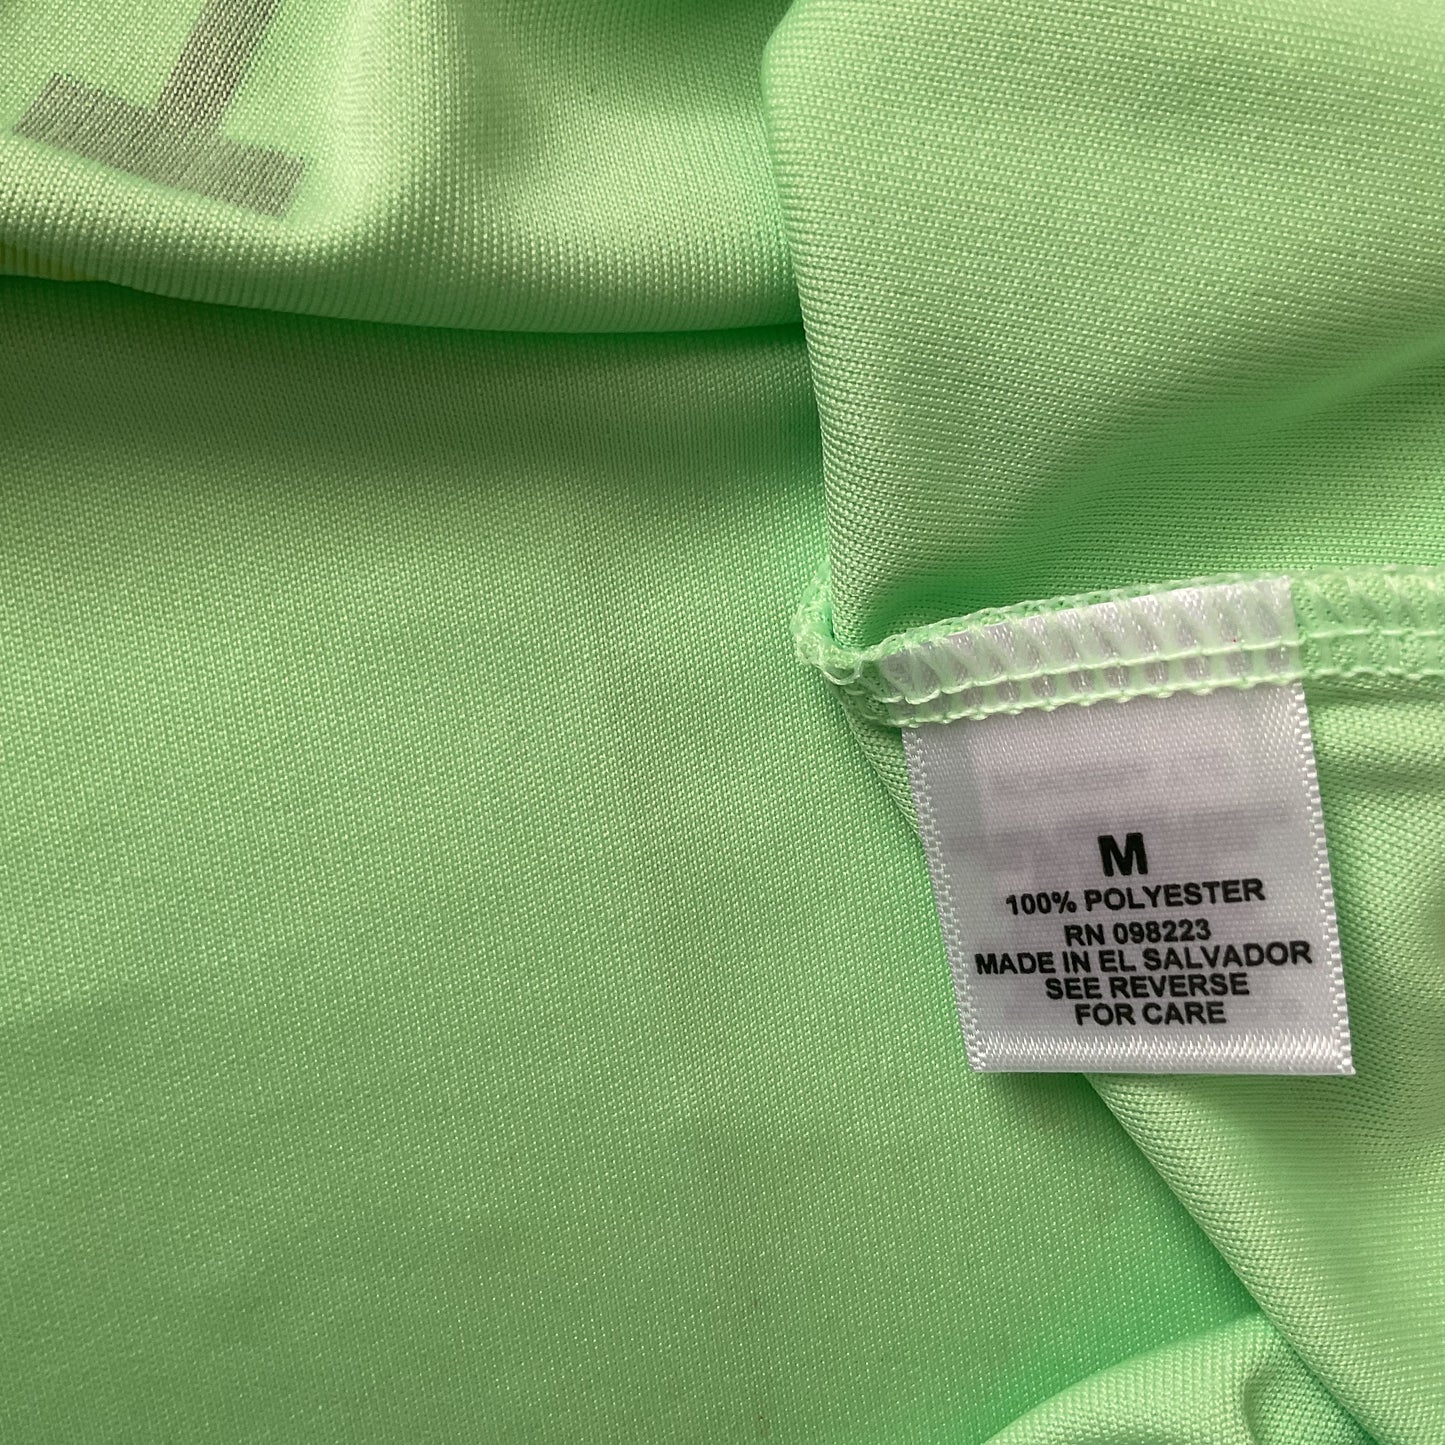 M
100% POLYESTER
RN 098223
MADE IN EL SALVADOR
SEE REVERSE
FOR CARE